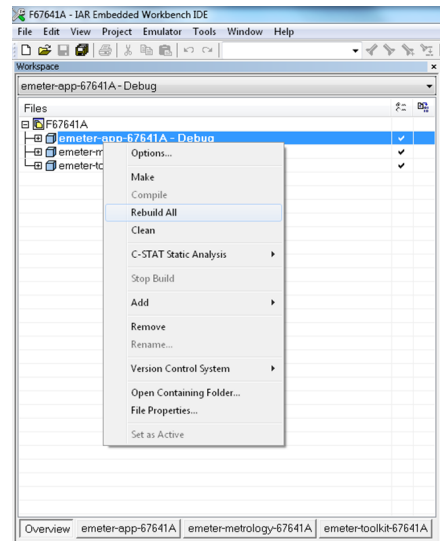 F67641A - IAR Embedded Workbench IDE
File Edit View Project Emulator Tools Window Help
Workspace ×
emeter-app-67641A - Debug
Files
F67641A
emeter-app-67641A - Debug
emeter-m
emeter-to
Options...
Make
Compile
Rebuild All
Clean
C-STAT Static Analysis
Stop Build
Add
Remove
Rename...
Version Control System
Open Containing Folder...
File Properties...
Set as Active
Overview emeter-app-67641A emeter-metrology-67641A emeter-toolkit-67641A